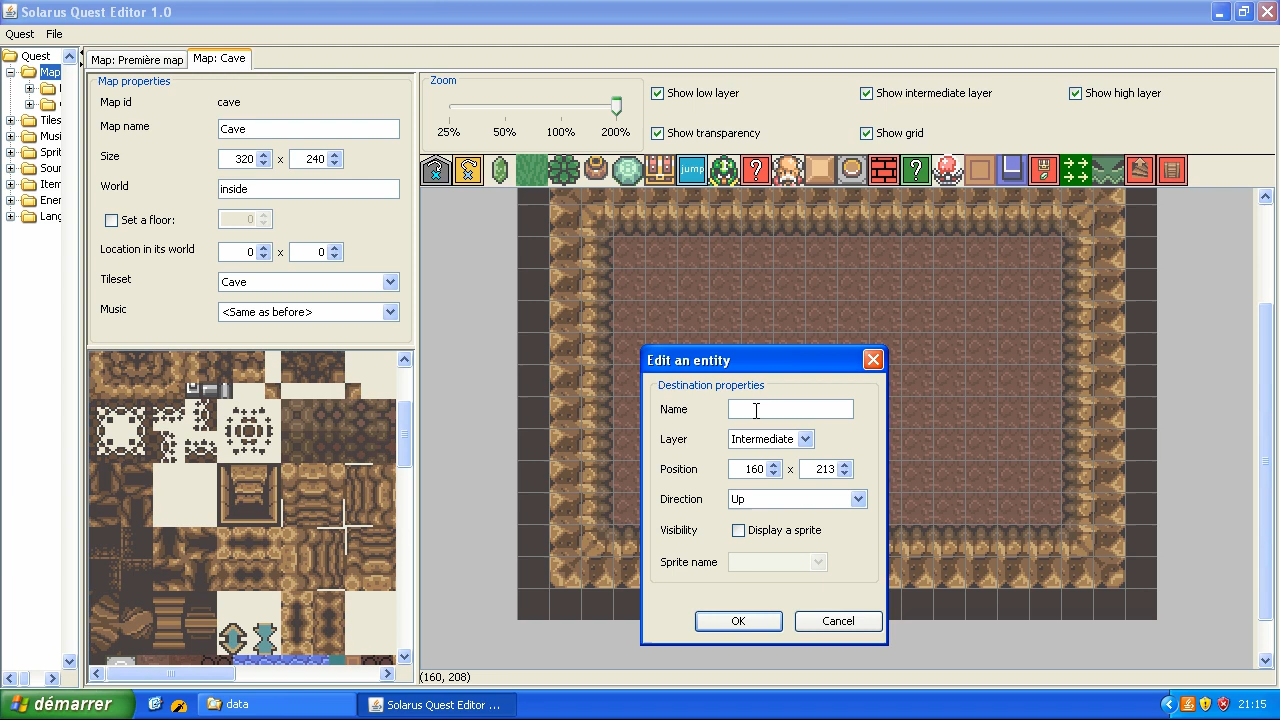 Solarus Quest Editor 1.0
Quest File
Quest
Map
Tiles
Musi
Sprit
Soun
Item
Ener
Lang
Map: Première map
Map: Cave
Map properties
Map id cave
Map name Cave
Size 320 x 240
World inside
Set a floor: 0
Location in its world 0 x 0
Tileset Cave
Music <Same as before>
Zoom
25% 50% 100% 200%
Show low layer Show intermediate layer Show high layer
Show transparency Show grid
jump ? ?
Edit an entity
Destination properties
Name
Layer Intermediate
Position 160 x 213
Direction Up
Visibility Display a sprite
Sprite name
OK Cancel
(160, 208)
démarrer data Solarus Quest Editor ... 21:15